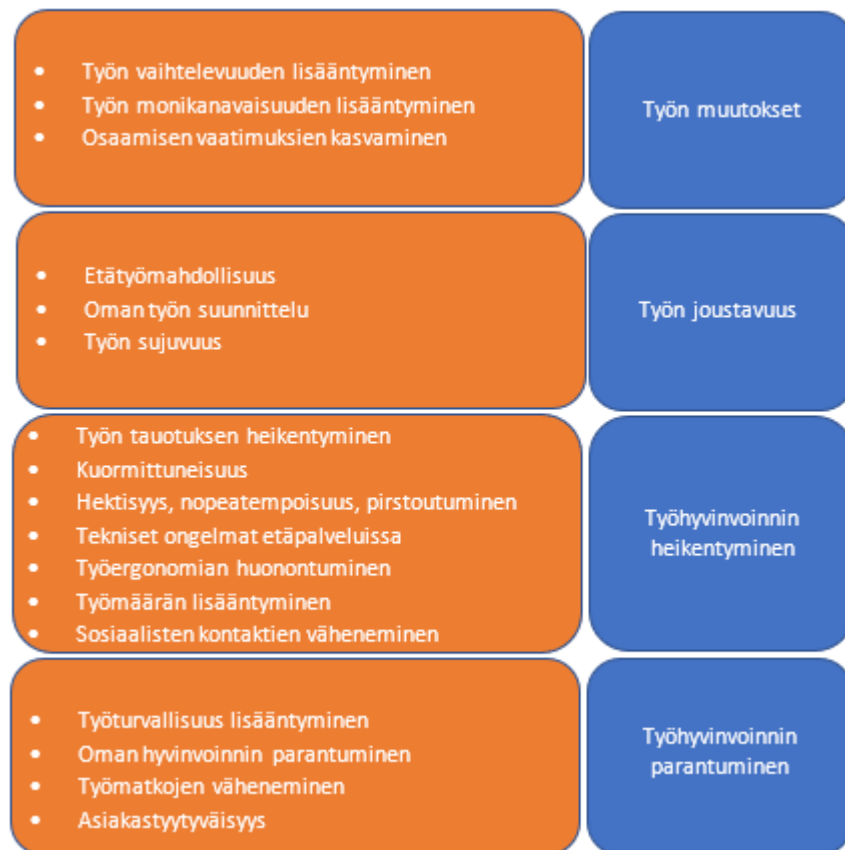 • Työn vaihtelevuuden lisääntyminen
• Työn monikanavaisuuden lisääntyminen
• Osaamisen vaatimuksien kasvaminen
Työn muutokset
• Etätyömahdollisuus
• Oman työn suunnittelu
• Työn sujuvuus
Työn joustavuus
• Työn tauotuksen heikentyminen
• Kuormittuneisuus
• Hektisyys, nopeatempoisuus, pirstoutuminen
• Tekniset ongelmat etäpalveluissa
• Työergonomian huonontuminen
• Työmäärän lisääntyminen
• Sosiaalisten kontaktien väheneminen
Työhyvinvoinnin
heikentyminen
• Työturvallisuus lisääntyminen
• Oman hyvinvoinnin parantuminen
• Työmatkojen väheneminen
• Asiakastyytyväisyys
Työhyvinvoinnin
parantuminen